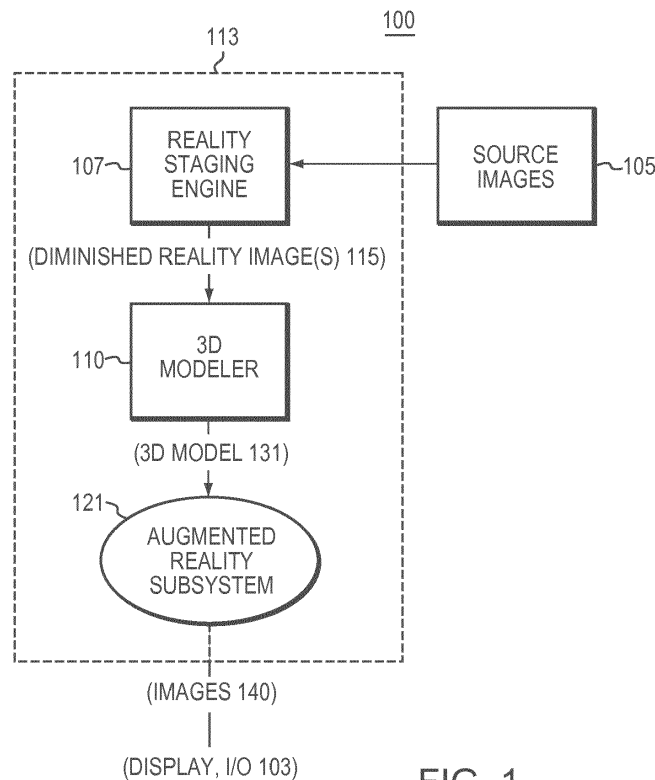 100
113
REALITY
STAGING
ENGINE
107
SOURCE
IMAGES
105
(DIMINISHED REALITY IMAGE(S) 115)
3D
MODELER
110
(3D MODEL 131)
121
AUGMENTED
REALITY
SUBSYSTEM
(IMAGES 140)
(DISPLAY, I/O 103)
FIG. 1